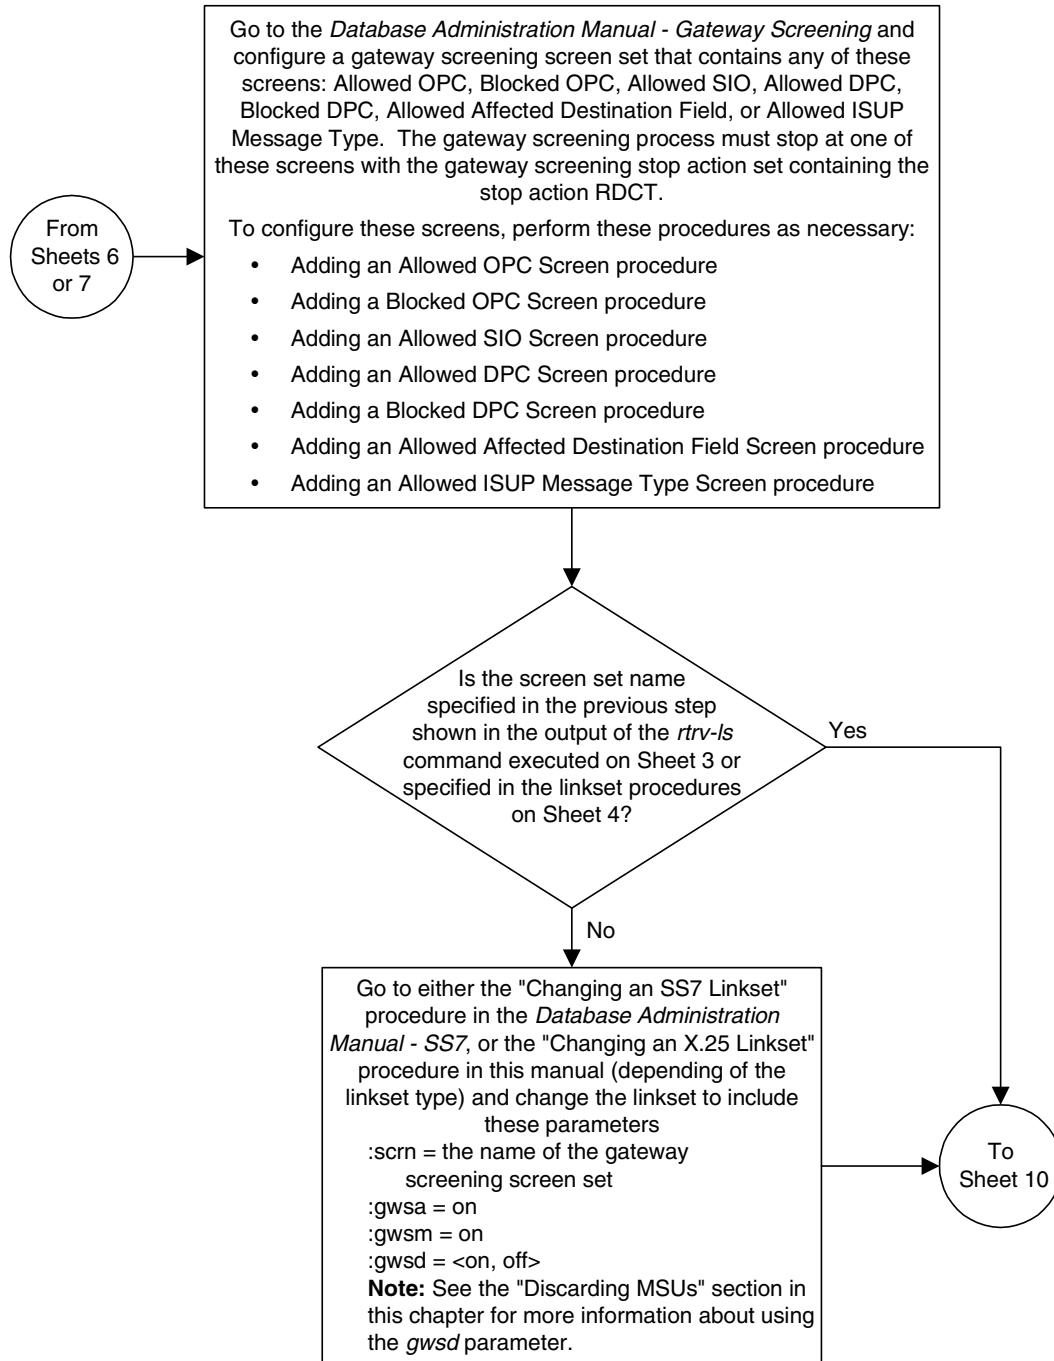 Go to the Database Administration Manual - Gateway Screening and
configure a gateway screening screen set that contains any of these
screens: Allowed OPC, Blocked OPC, Allowed SIO, Allowed DPC,
Blocked DPC, Allowed Affected Destination Field, or Allowed ISUP
Message Type. The gateway screening process must stop at one of
these screens with the gateway screening stop action set containing the
stop action RDCT.
To configure these screens, perform these procedures as necessary:
• Adding an Allowed OPC Screen procedure
• Adding a Blocked OPC Screen procedure
• Adding an Allowed SIO Screen procedure
• Adding an Allowed DPC Screen procedure
• Adding a Blocked DPC Screen procedure
• Adding an Allowed Affected Destination Field Screen procedure
• Adding an Allowed ISUP Message Type Screen procedure
From
Sheets 6
or 7
Is the screen set name
specified in the previous step
shown in the output of the rtrv-ls
command executed on Sheet 3 or
specified in the linkset procedures
on Sheet 4?
Yes
No
Go to either the "Changing an SS7 Linkset"
procedure in the Database Administration
Manual - SS7, or the "Changing an X.25 Linkset"
procedure in this manual (depending of the
linkset type) and change the linkset to include
these parameters
:scrn = the name of the gateway
screening screen set
:gwsa = on
:gwsm = on
:gwsd = <on, off>
Note: See the "Discarding MSUs" section in
this chapter for more information about using
the gwsd parameter.
To
Sheet 10